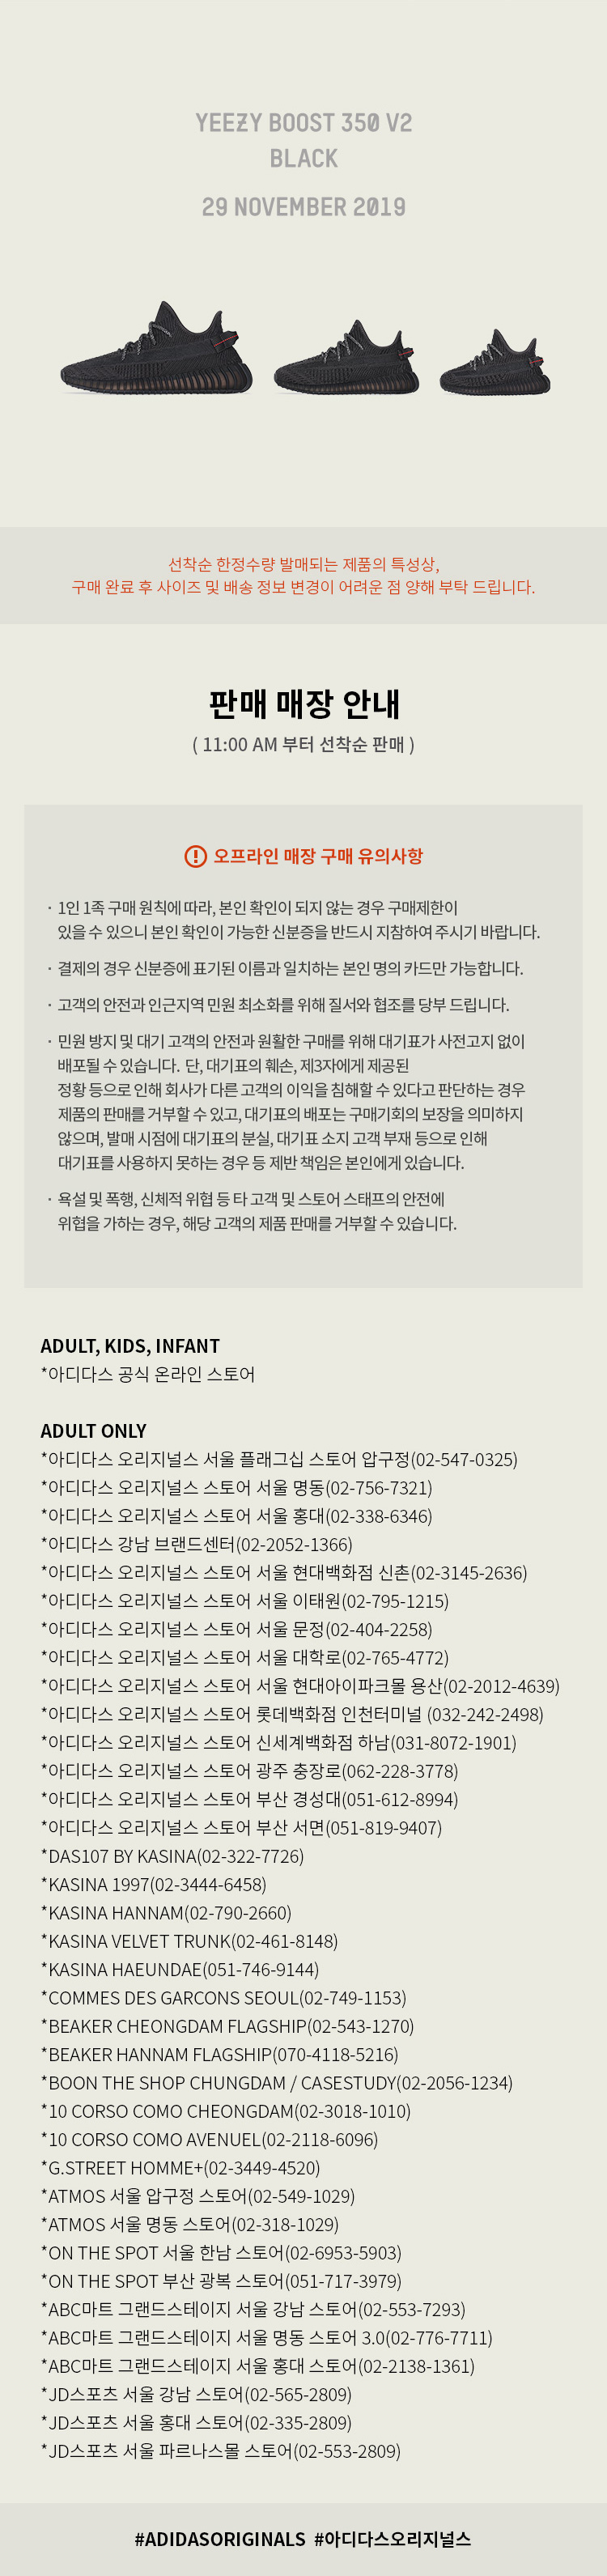 YEEZY BOOST 350 V2
BLACK
29 NOVEMBER 2019
선착순 한정수량 발매되는 제품의 특성상,
구매 완료 후 사이즈 및 배송 정보 변경이 어려운 점 양해 부탁 드립니다.
판매 매장 안내
( 11:00 AM 부터 선착순 판매 )
오프라인 매장 구매 유의사항
· 1인 1족 구매 원칙에 따라, 본인 확인이 되지 않는 경우 구매제한이
있을 수 있으니 본인 확인이 가능한 신분증을 반드시 지참하여 주시기 바랍니다.
· 결제의 경우 신분증에 표기된 이름과 일치하는 본인 명의 카드만 가능합니다.
· 고객의 안전과 인근지역 민원 최소화를 위해 질서와 협조를 당부 드립니다.
· 민원 방지 및 대기 고객의 안전과 원활한 구매를 위해 대기표가 사전고지 없이
배포될 수 있습니다. 단, 대기표의 훼손, 제3자에게 제공된
정황 등으로 인해 회사가 다른 고객의 이익을 침해할 수 있다고 판단하는 경우
제품의 판매를 거부할 수 있고, 대기표의 배포는 구매기회의 보장을 의미하지
않으며, 발매 시점에 대기표의 분실, 대기표 소지 고객 부재 등으로 인해
대기표를 사용하지 못하는 경우 등 제반 책임은 본인에게 있습니다.
· 욕설 및 폭행, 신체적 위협 등 타 고객 및 스토어 스태프의 안전에
위협을 가하는 경우, 해당 고객의 제품 판매를 거부할 수 있습니다.
ADULT, KIDS, INFANT
*아디다스 공식 온라인 스토어
ADULT ONLY
*아디다스 오리지널스 서울 플래그십 스토어 압구정(02-547-0325)
*아디다스 오리지널스 스토어 서울 명동(02-756-7321)
*아디다스 오리지널스 스토어 서울 홍대(02-338-6346)
*아디다스 강남 브랜드센터(02-2052-1366)
*아디다스 오리지널스 스토어 서울 현대백화점 신촌(02-3145-2636)
*아디다스 오리지널스 스토어 서울 이태원(02-795-1215)
*아디다스 오리지널스 스토어 서울 문정(02-404-2258)
*아디다스 오리지널스 스토어 서울 대학로(02-765-4772)
*아디다스 오리지널스 스토어 서울 현대아이파크몰 용산(02-2012-4639)
*아디다스 오리지널스 스토어 롯데백화점 인천터미널 (032-242-2498)
*아디다스 오리지널스 스토어 신세계백화점 하남(031-8072-1901)
*아디다스 오리지널스 스토어 광주 충장로(062-228-3778)
*아디다스 오리지널스 스토어 부산 경성대(051-612-8994)
*아디다스 오리지널스 스토어 부산 서면(051-819-9407)
*DAS107 BY KASINA(02-322-7726)
*KASINA 1997(02-3444-6458)
*KASINA HANNAM(02-790-2660)
*KASINA VELVET TRUNK(02-461-8148)
*KASINA HAEUNDAE(051-746-9144)
*COMMES DES GARCONS SEOUL(02-749-1153)
*BEAKER CHEONGDAM FLAGSHIP(02-543-1270)
*BEAKER HANNAM FLAGSHIP(070-4118-5216)
*BOON THE SHOP CHUNGDAM / CASESTUDY(02-2056-1234)
*10 CORSO COMO CHEONGDAM(02-3018-1010)
*10 CORSO COMO AVENUEL(02-2118-6096)
*G.STREET HOMME+(02-3449-4520)
*ATMOS 서울 압구정 스토어(02-549-1029)
*ATMOS 서울 명동 스토어(02-318-1029)
*ON THE SPOT 서울 한남 스토어(02-6953-5903)
*ON THE SPOT 부산 광복 스토어(051-717-3979)
*ABC마트 그랜드스테이지 서울 강남 스토어(02-553-7293)
*ABC마트 그랜드스테이지 서울 명동 스토어 3.0(02-776-7711)
*ABC마트 그랜드스테이지 서울 홍대 스토어(02-2138-1361)
*JD스포츠 서울 강남 스토어(02-565-2809)
*JD스포츠 서울 홍대 스토어(02-335-2809)
*JD스포츠 서울 파르나스몰 스토어(02-553-2809)
#ADIDASORIGINALS #아디다스오리지널스